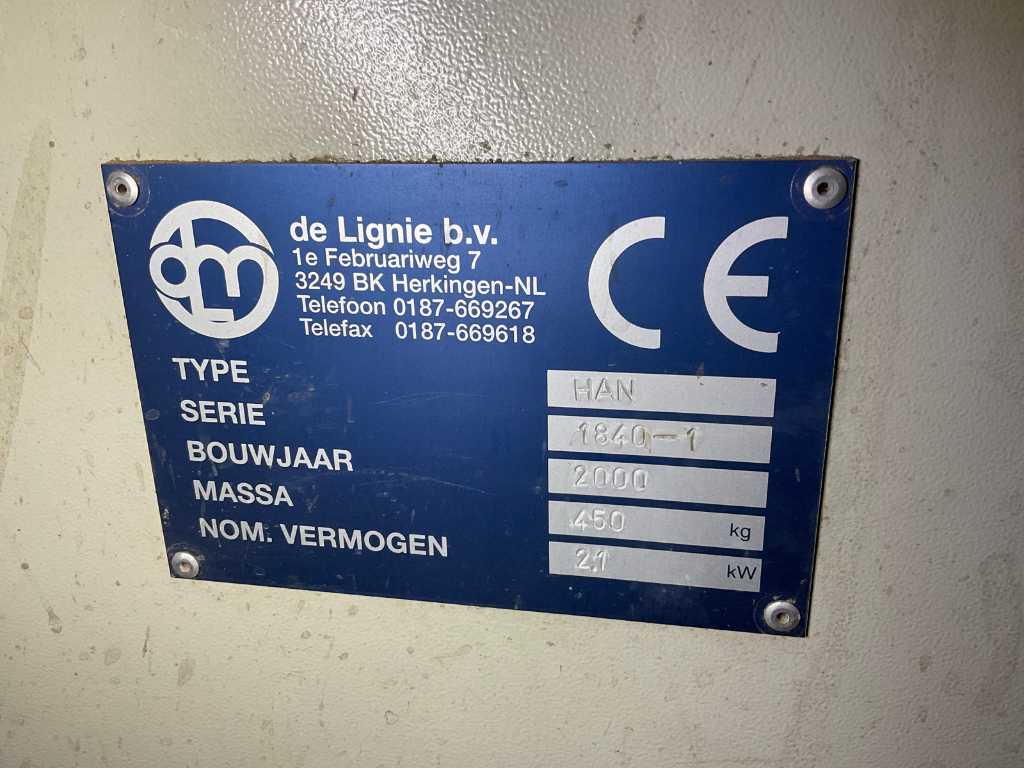 dLm
de Lignie b.v.
1e Februariweg 7
3249 BK Herkingen-NL
Telefoon 0187-669267
Telefax 0187-669618
CE
TYPE HAN
SERIE 1840-1
BOUWJAAR 2000
MASSA 450 kg
NOM. VERMOGEN 2,1 kW